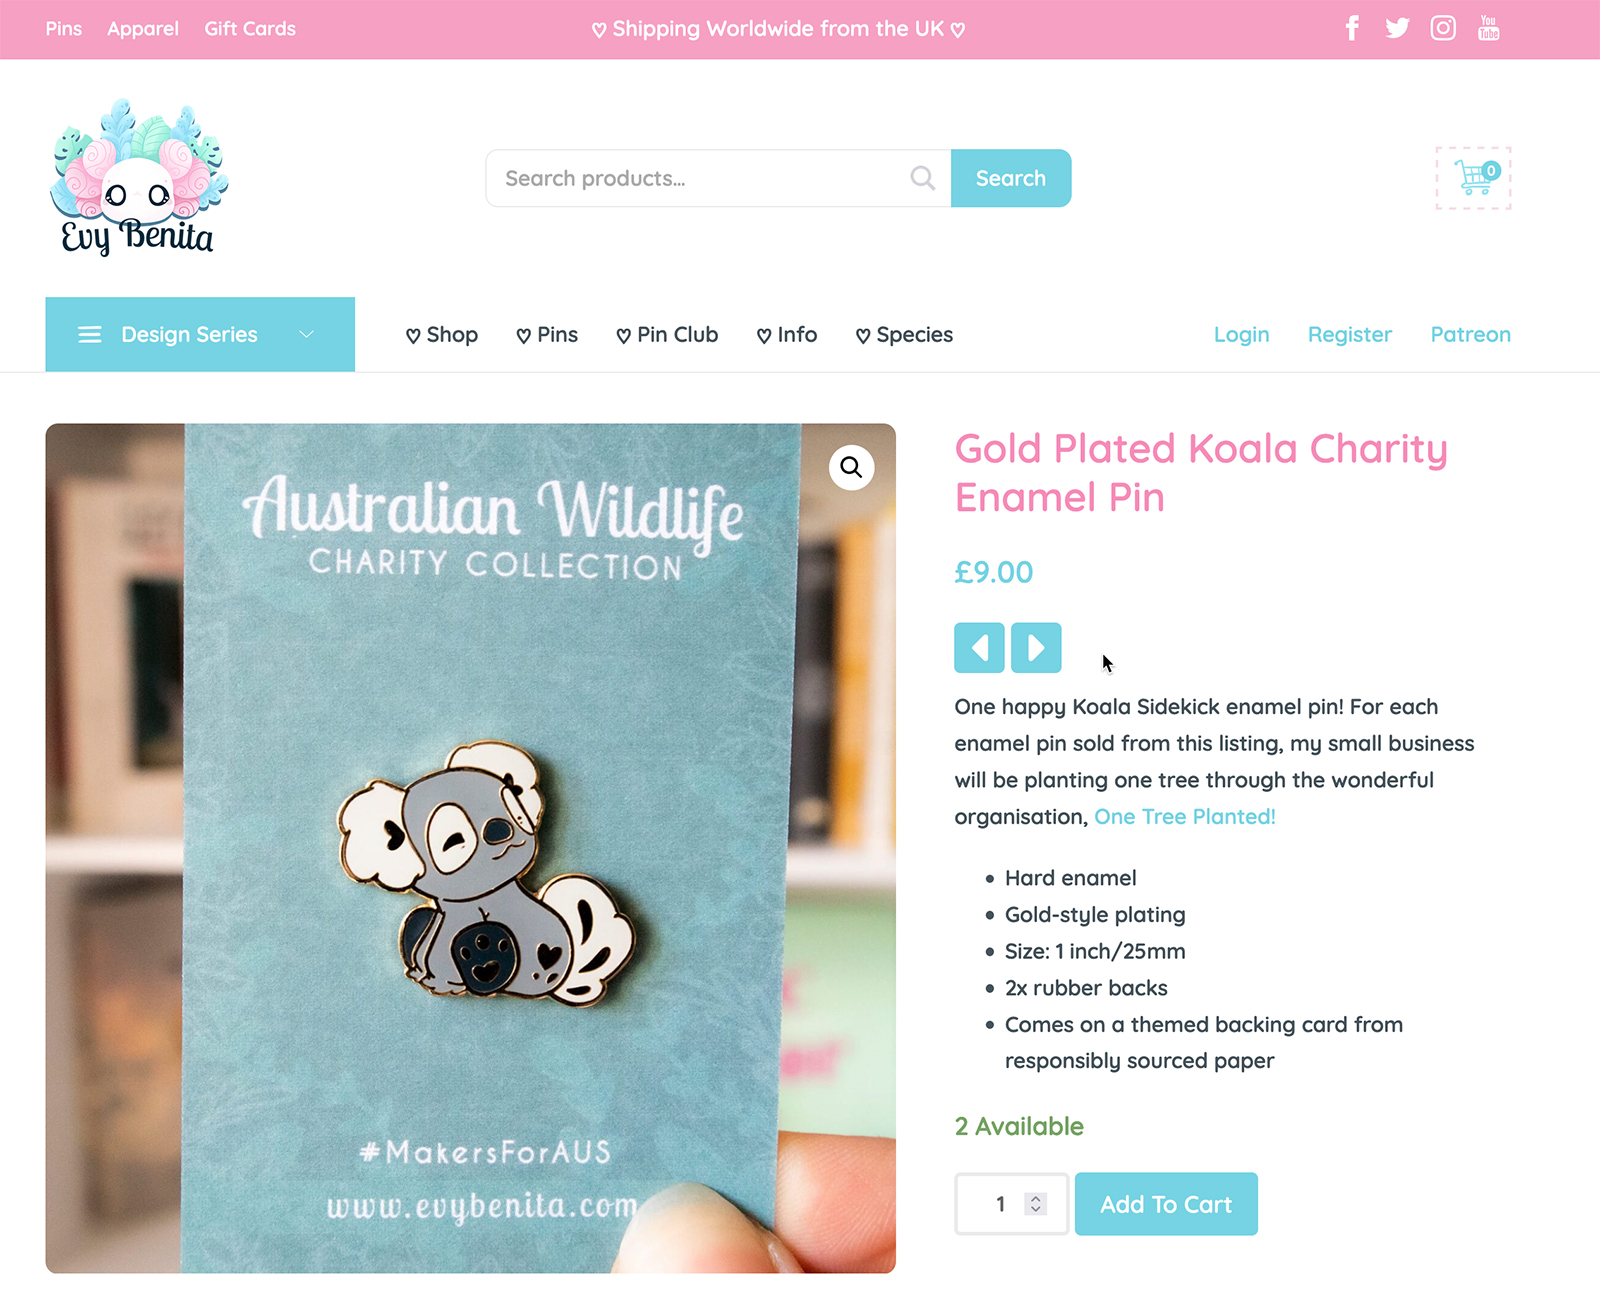 Pins Apparel Gift Cards
♡ Shipping Worldwide from the UK ♡
You
Tube
Evy Benita
Search products...
Search
0
Design Series
♡ Shop ♡ Pins ♡ Pin Club ♡ Info ♡ Species
Login Register Patreon
Australian Wildlife
CHARITY COLLECTION
#MakersForAUS
www.evybenita.com
Gold Plated Koala Charity
Enamel Pin
£9.00
One happy Koala Sidekick enamel pin! For each
enamel pin sold from this listing, my small business
will be planting one tree through the wonderful
organisation, One Tree Planted!
Hard enamel
Gold-style plating
Size: 1 inch/25mm
2x rubber backs
Comes on a themed backing card from
responsibly sourced paper
2 Available
1
Add To Cart